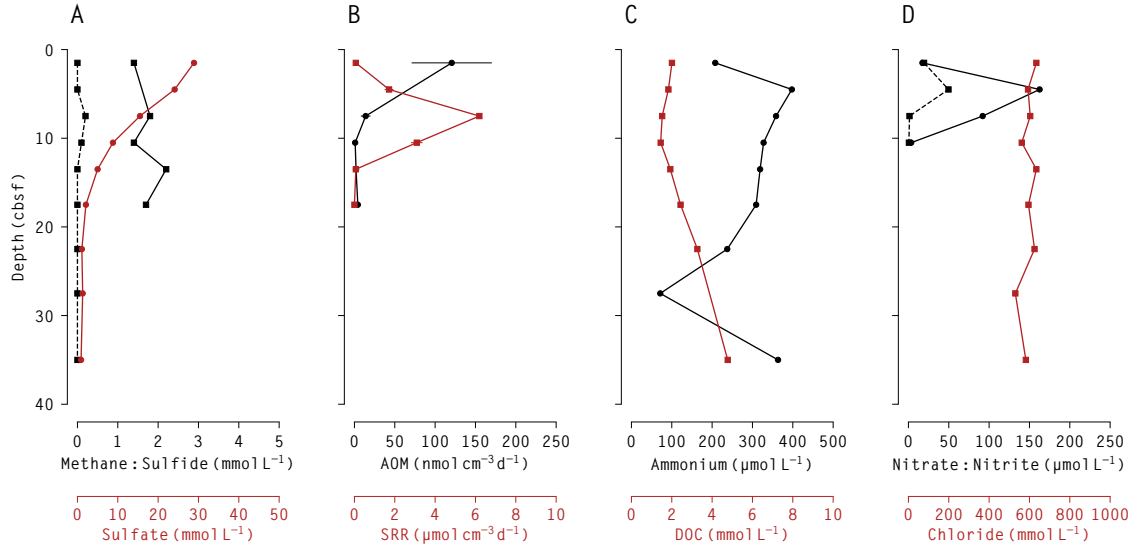 A B C D
0
10
20
30
40
Depth (cbsf)
0 1 2 3 4 5 0 50 100 150 200 250 0 100 200 300 400 500 0 50 100 150 200 250
Methane : Sulfide (mmol L⁻¹) AOM (nmol cm⁻³ d⁻¹) Ammonium (µmol L⁻¹) Nitrate : Nitrite (µmol L⁻¹)
0 10 20 30 40 50 0 2 4 6 8 10 0 2 4 6 8 10 0 200 400 600 800 1000
Sulfate (mmol L⁻¹) SRR (µmol cm⁻³ d⁻¹) DOC (mmol L⁻¹) Chloride (mmol L⁻¹)